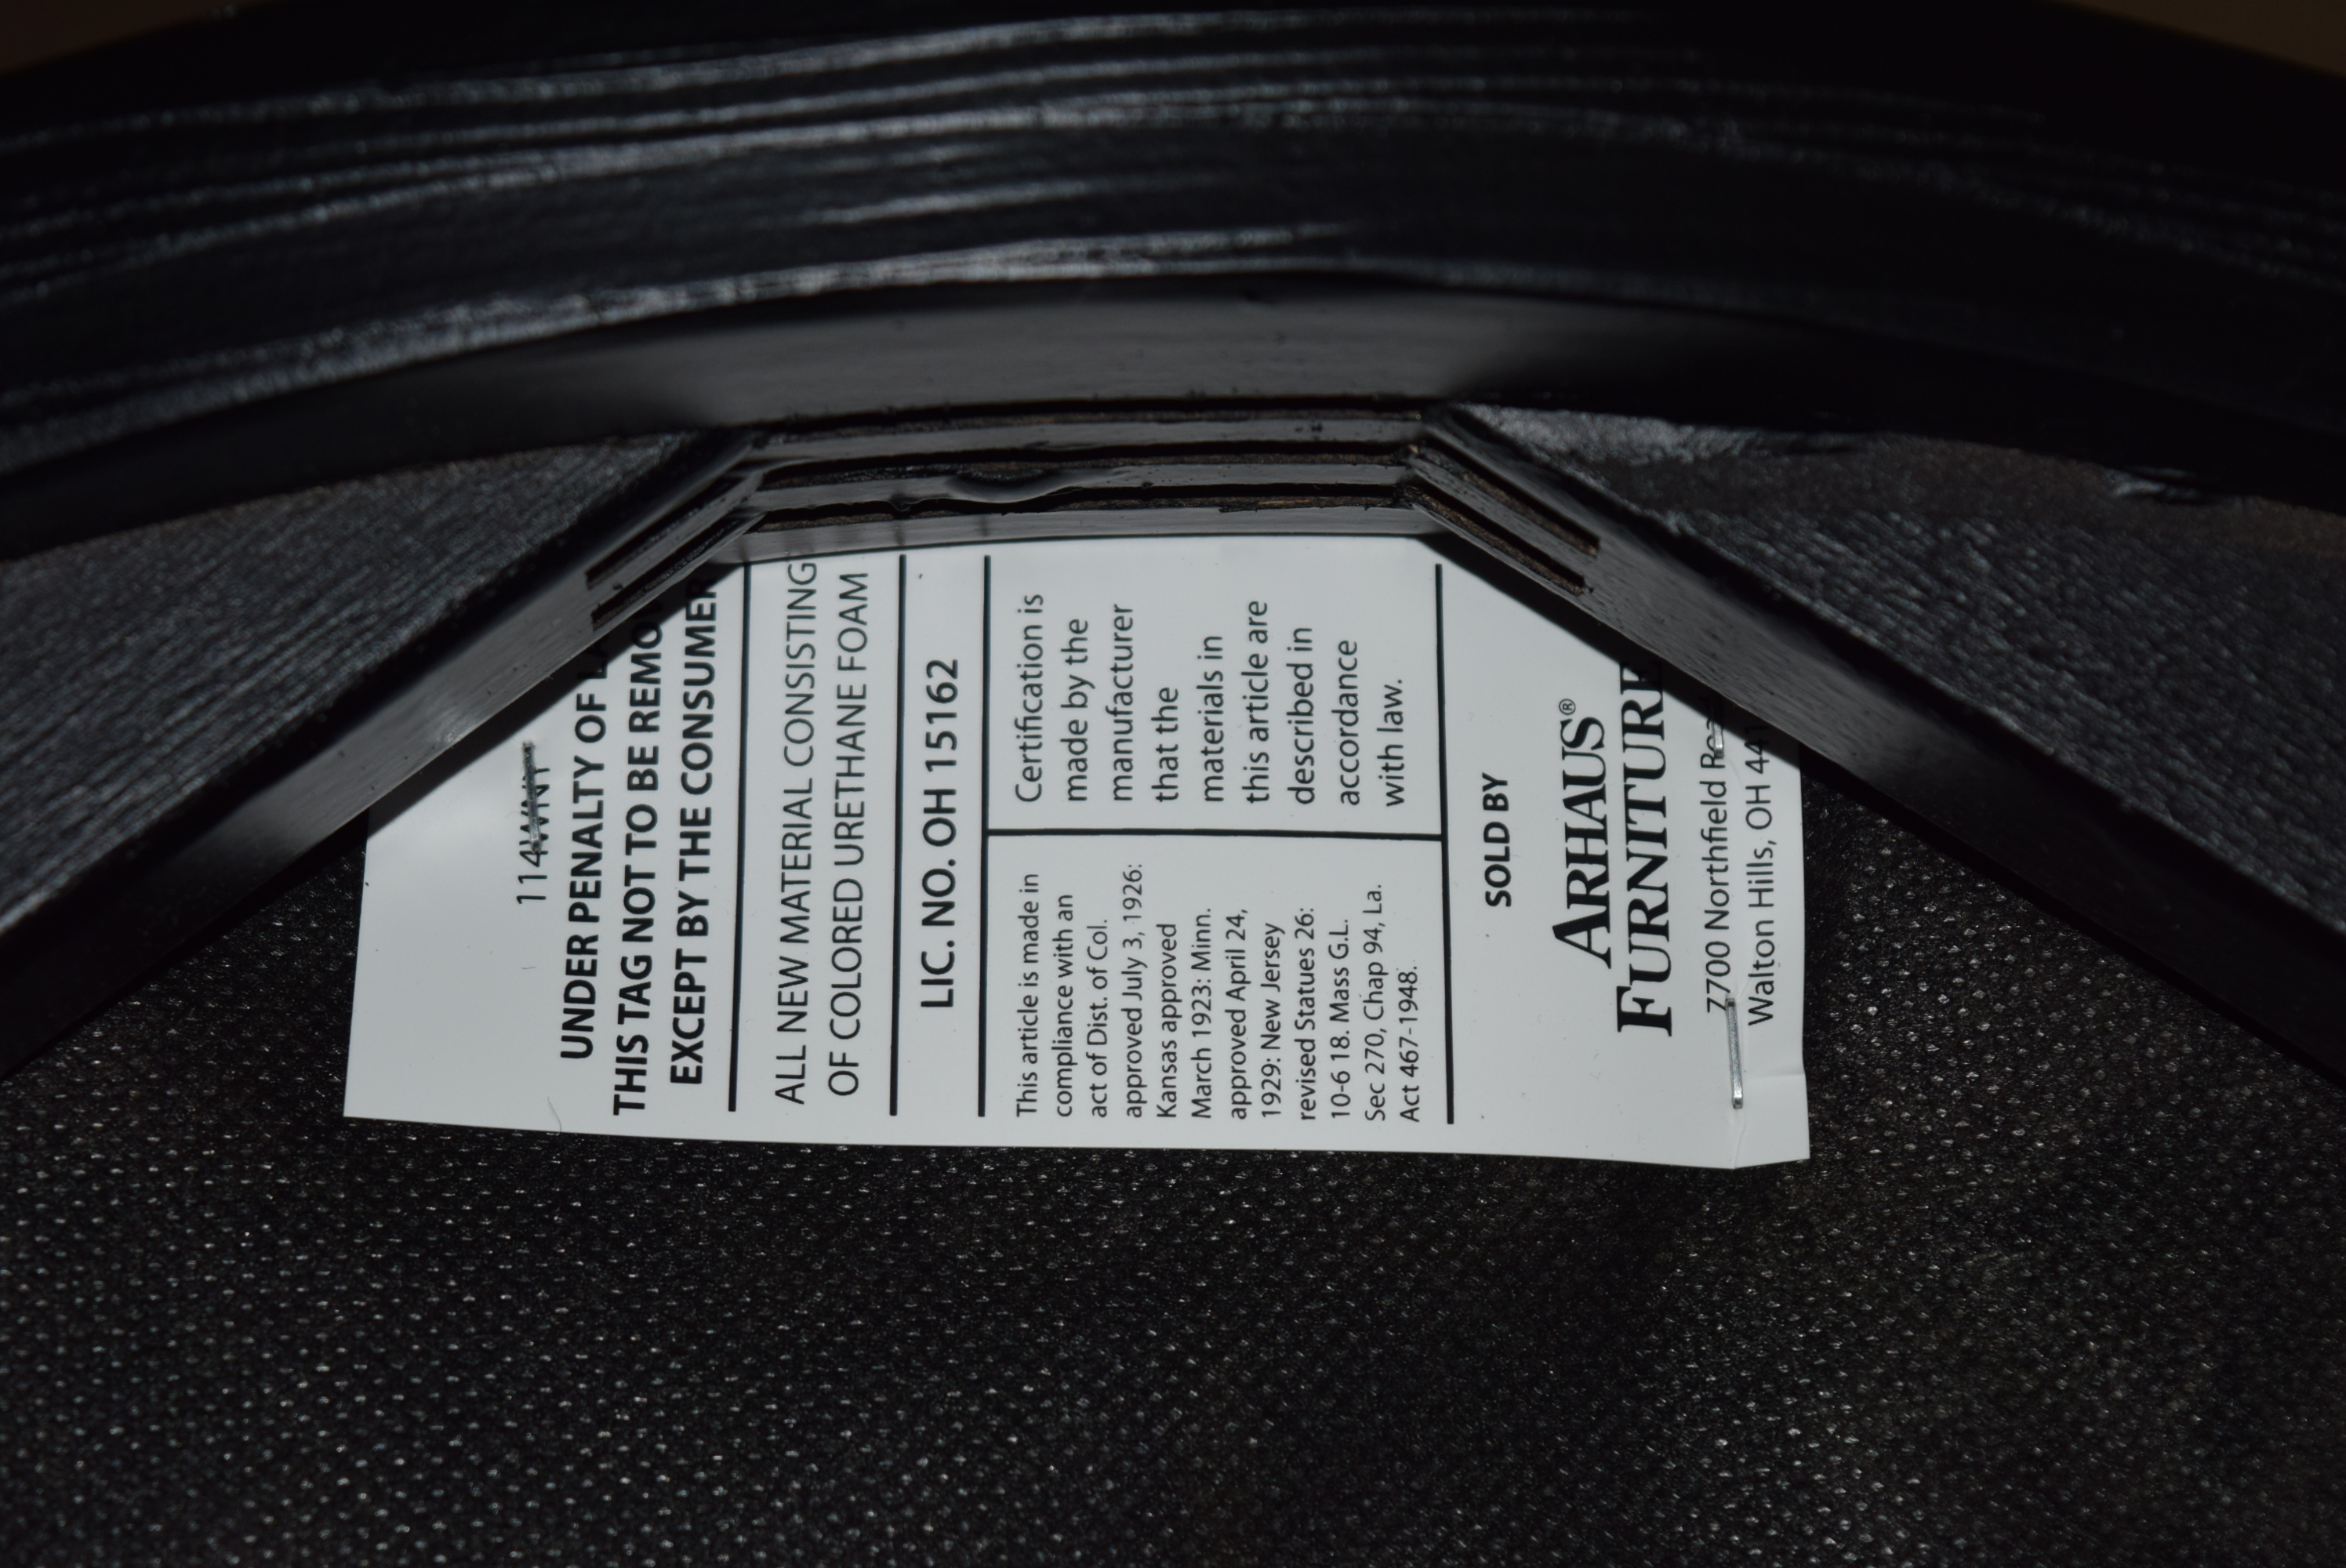 114WNT
UNDER PENALTY OF
THIS TAG NOT TO BE REMO
EXCEPT BY THE CONSUMER
ALL NEW MATERIAL CONSISTING
OF COLORED URETHANE FOAM
LIC. NO. OH 15162
This article is made in
compliance with an
act of Dist. of Col.
approved July 3, 1926:
Kansas approved
March 1923: Minn.
approved April 24,
1929: New Jersey
revised Statues 26:
10-6 18. Mass G.L.
Sec 270, Chap 94, La.
Act 467-1948.
Certification is
made by the
manufacturer
that the
materials in
this article are
described in
accordance
with law.
SOLD BY
ARHAUS®
FURNITURE
7700 Northfield Road
Walton Hills, OH 441